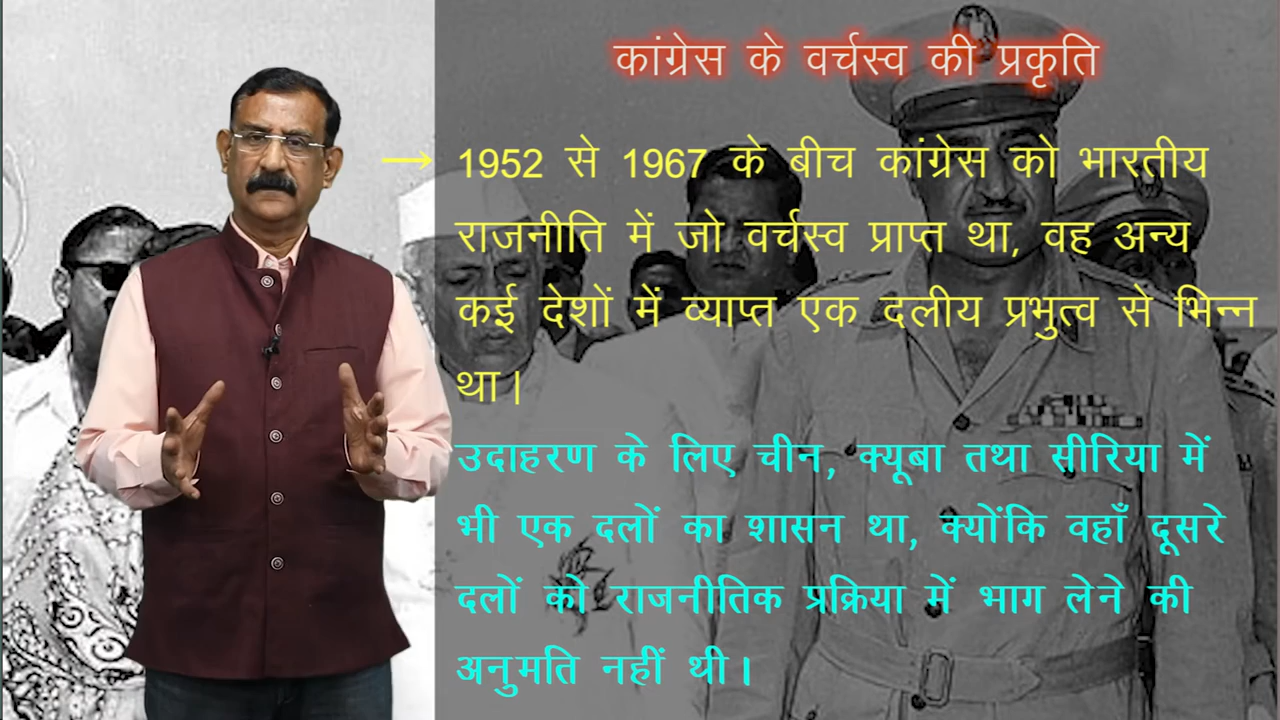 कांग्रेस के वर्चस्व की प्रकृति
→ 1952 से 1967 के बीच कांग्रेस को भारतीय
राजनीति में जो वर्चस्व प्राप्त था, वह अन्य
कई देशों में व्याप्त एक दलीय प्रभुत्व से भिन्न
था।
उदाहरण के लिए चीन, क्यूबा तथा सीरिया में
भी एक दलों का शासन था, क्योंकि वहाँ दूसरे
दलों को राजनीतिक प्रक्रिया में भाग लेने की
अनुमति नहीं थी।